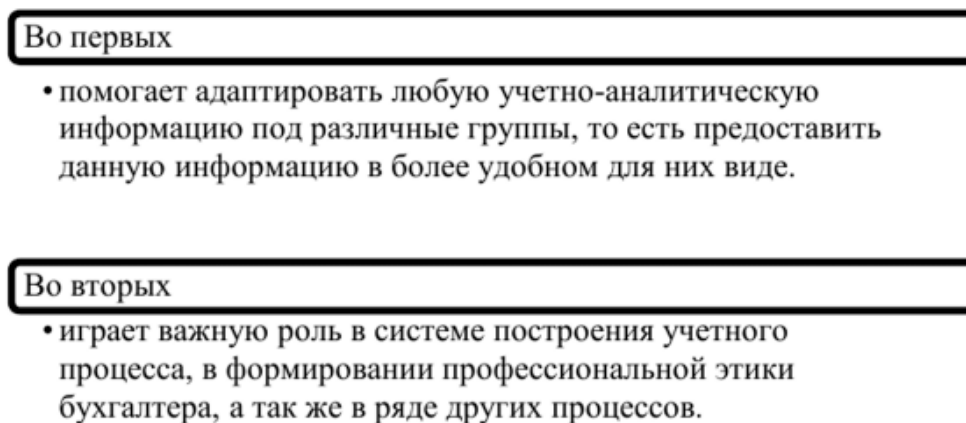 Во первых
• помогает адаптировать любую учетно-аналитическую
информацию под различные группы, то есть предоставить
данную информацию в более удобном для них виде.
Во вторых
• играет важную роль в системе построения учетного
процесса, в формировании профессиональной этики
бухгалтера, а так же в ряде других процессов.